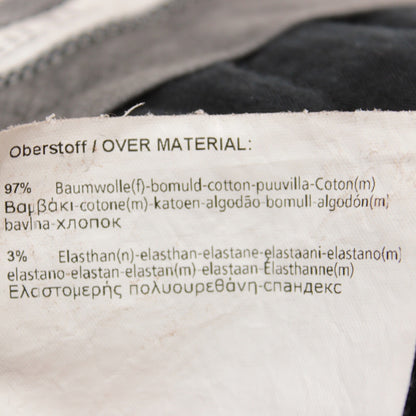 Oberstoff / OVER MATERIAL:
97% Baumwolle(f)-bomuld-cotton-puuvilla-Coton(m)
Βαμβάκι-cotone(m)-katoen-algodão-bomull-algodón(m)
bavlna-хлопок
3% Elasthan(n)-elasthan-elastane-elastaani-elastano(m)
elastano-elastan-elastan(m)-elastaan-Élasthanne(m)
Ελαστομερής πολυουρεθάνη-спандекс